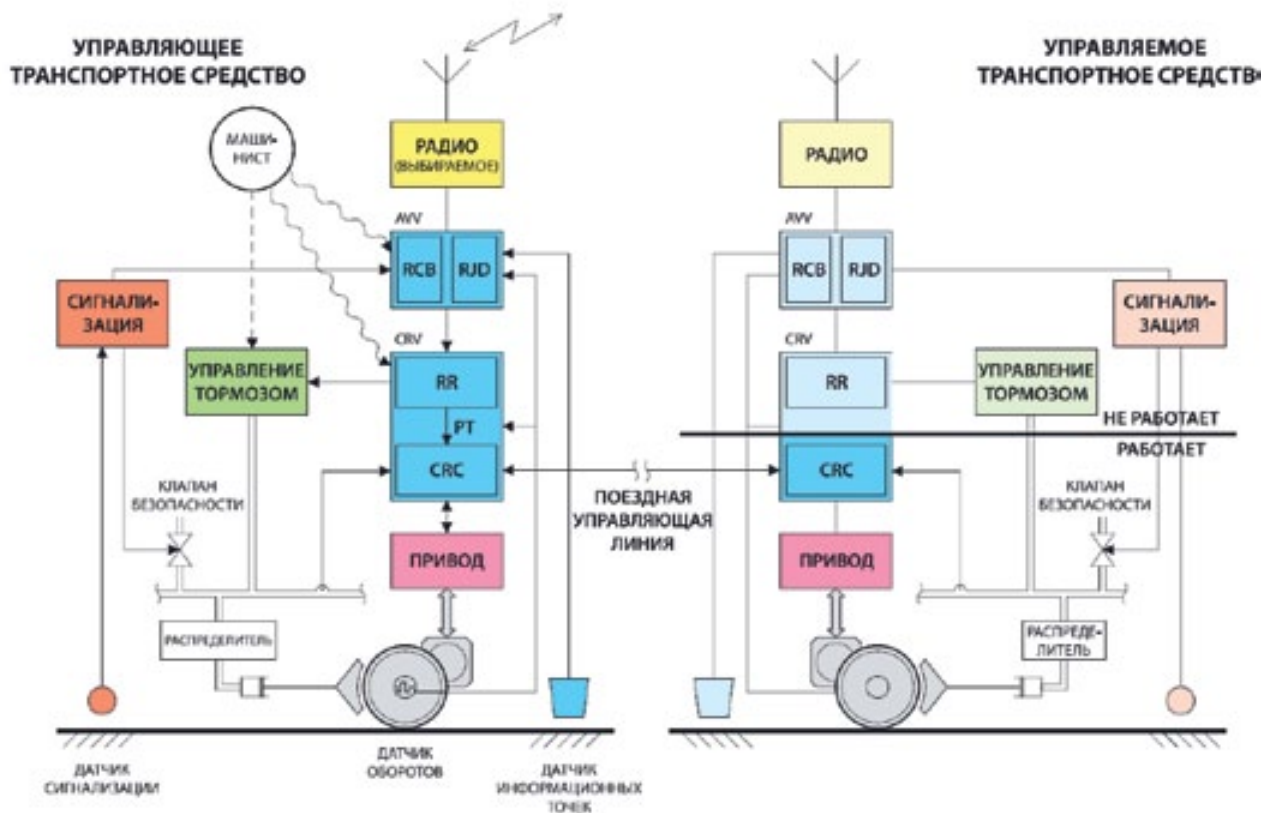 УПРАВЛЯЮЩЕЕ
ТРАНСПОРТНОЕ СРЕДСТВО
МАШИ-
НИСТ
РАДИО
(ВЫБИРАЕМОЕ)
AVV
RCB
RJD
СИГНАЛИ-
ЗАЦИЯ
CRV
УПРАВЛЕНИЕ
ТОРМОЗОМ
RR
PT
CRC
КЛАПАН
БЕЗОПАСНОСТИ
ПРИВОД
РАСПРЕДЕЛИТЕЛЬ
ДАТЧИК
СИГНАЛИЗАЦИИ
ДАТЧИК
ОБОРОТОВ
ДАТЧИК
ИНФОРМАЦИОННЫХ
ТОЧЕК
ПОЕЗДНАЯ
УПРАВЛЯЮЩАЯ
ЛИНИЯ
УПРАВЛЯЕМОЕ
ТРАНСПОРТНОЕ СРЕДСТВ
РАДИО
AVV
RCB
RJD
СИГНАЛИ-
ЗАЦИЯ
CRV
RR
УПРАВЛЕНИЕ
ТОРМОЗОМ
НЕ РАБОТАЕТ
РАБОТАЕТ
CRC
КЛАПАН
БЕЗОПАСНОСТИ
ПРИВОД
РАСПРЕДЕ-
ЛИТЕЛЬ